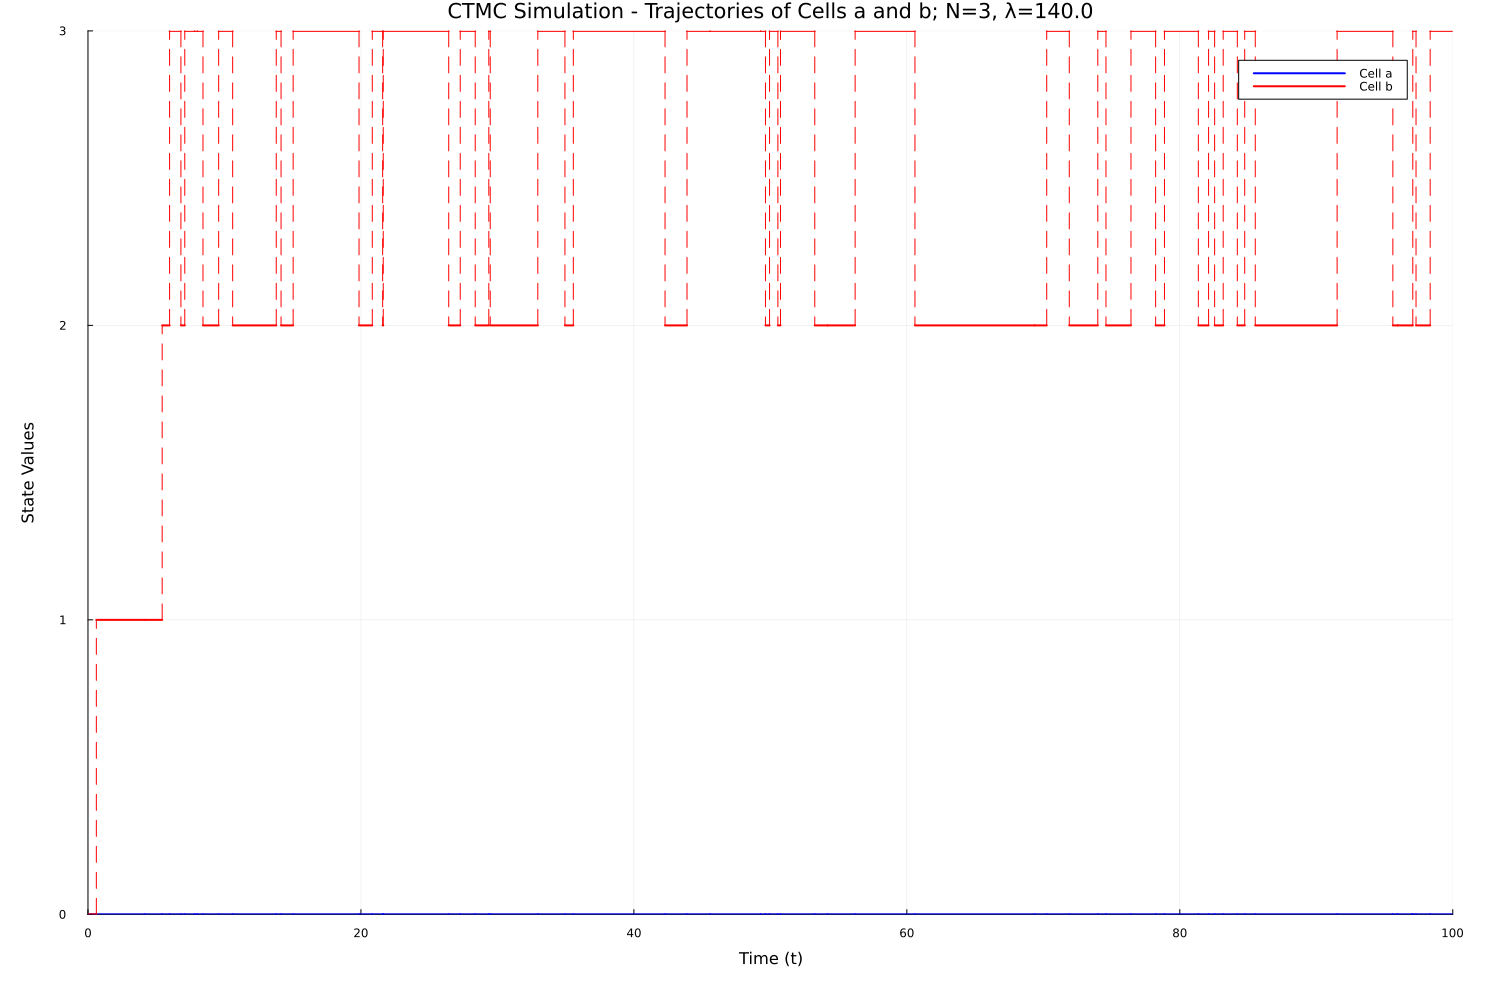 CTMC Simulation - Trajectories of Cells a and b; N=3, λ=140.0
3
Cell a
Cell b
2
State Values
1
0
0 20 40 60 80 100
Time (t)